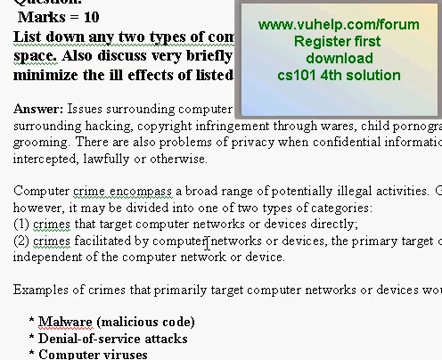 Question:
Marks = 10
List down any two types of com
space. Also discuss very briefly
minimize the ill effects of listed
www.vuhelp.com/forum
Register first
download
cs101 4th solution
Answer: Issues surrounding computer
surrounding hacking, copyright infringement through wares, child pornogra
grooming. There are also problems of privacy when confidential informatio
intercepted, lawfully or otherwise.
Computer crime encompass a broad range of potentially illegal activities. G
however, it may be divided into one of two types of categories:
(1) crimes that target computer networks or devices directly;
(2) crimes facilitated by computer networks or devices, the primary target o
independent of the computer network or device.
Examples of crimes that primarily target computer networks or devices wou
* Malware (malicious code)
* Denial-of-service attacks
* Computer viruses